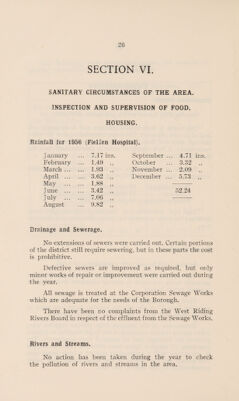 26
SECTION VI.
SANITARY CIRCUMSTANCES OF THE AREA.
INSPECTION AND SUPERVISION OF FOOD.
HOUSING.
Rainfall for 1956 (Fielden Hospital).
January ... 7.17 ins. September ... 4.71 ins.
February ... 1.49 ,, October ... 3.32 ,,
March ... ... 1.93 ,, November ... 2.09 ,,
April ... ... 3.62 ,, December ... 5.73 ,,
May ... ... 1.88 ,,
June ... ... 3.42 ,, 52.24
July ... ... 7.06 ,,
August ... 9.82 ,,
Drainage and Sewerage.
No extensions of sewers were carried out. Certain portions
of the district still require sewering, but in these parts the cost
is prohibitive.
Defective sewers are improved as required, but only
minor works of repair or improvement were carried out during
the year.
All sewage is treated at the Corporation Sewage Works
which are adequate for the needs of the Borough.
There have been no complaints from the West Riding
Rivers Board in respect of the effluent from the Sewage Works.
Rivers and Streams.
No action has been taken during the year to check
the pollution of rivers and streams in the area.